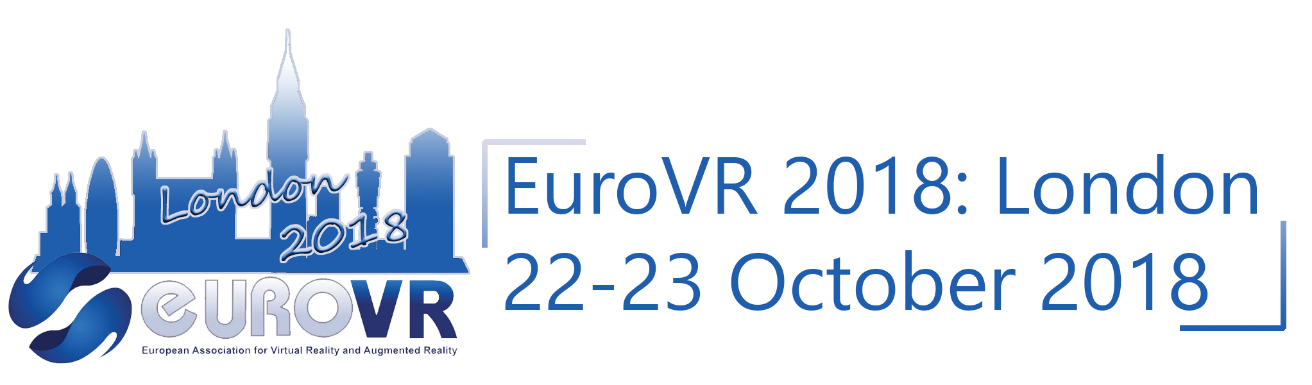 London
2018
euROVR
European Association for Virtual Reality and Augmented Reality
EuroVR 2018: London
22-23 October 2018